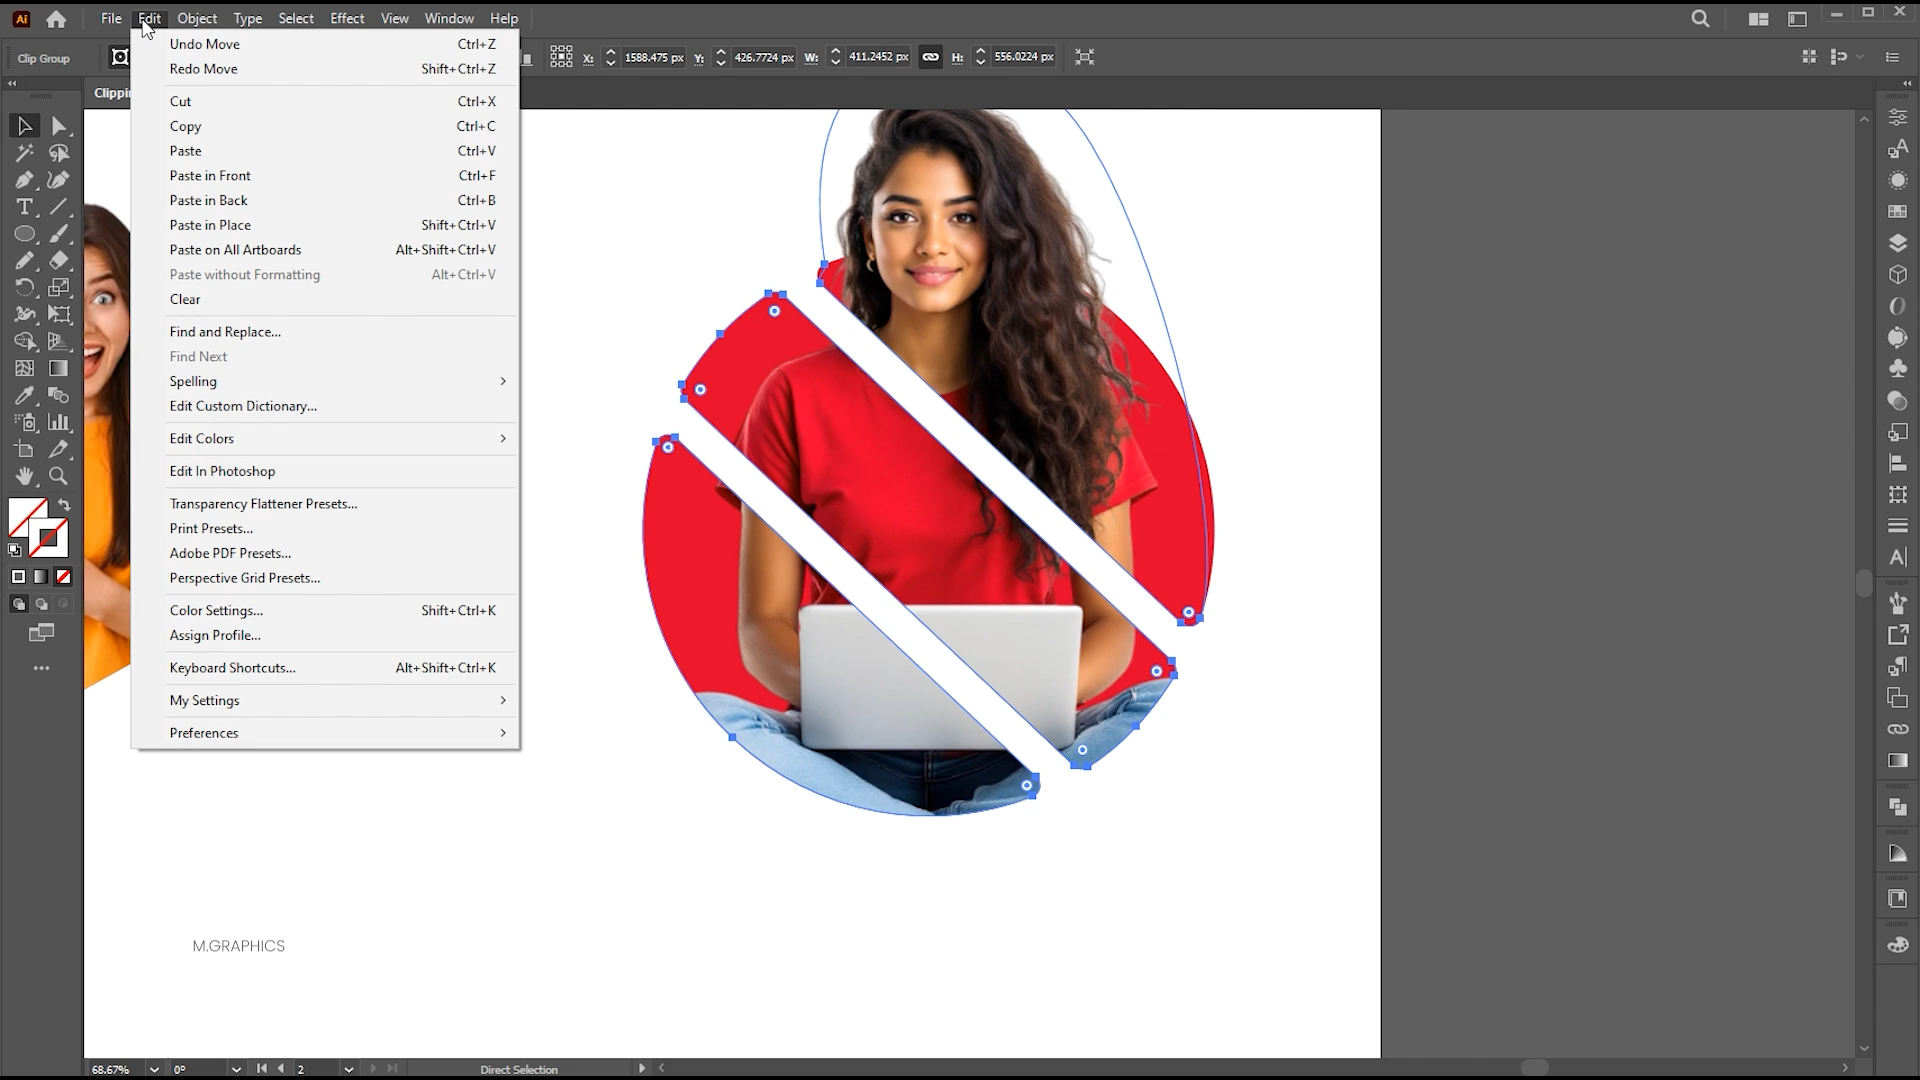 Ai File Edit Object Type Select Effect View Window Help
Clip Group X: 1588.475 px Y: 426.7724 px W: 411.2452 px H: 556.0224 px
Clippi
Undo Move Ctrl+Z
Redo Move Shift+Ctrl+Z
Cut Ctrl+X
Copy Ctrl+C
Paste Ctrl+V
Paste in Front Ctrl+F
Paste in Back Ctrl+B
Paste in Place Shift+Ctrl+V
Paste on All Artboards Alt+Shift+Ctrl+V
Paste without Formatting Alt+Ctrl+V
Clear
Find and Replace...
Find Next
Spelling
Edit Custom Dictionary...
Edit Colors
Edit In Photoshop
Transparency Flattener Presets...
Print Presets...
Adobe PDF Presets...
Perspective Grid Presets...
Color Settings... Shift+Ctrl+K
Assign Profile...
Keyboard Shortcuts... Alt+Shift+Ctrl+K
My Settings
Preferences
M.GRAPHICS
68.67% 0° 2 Direct Selection